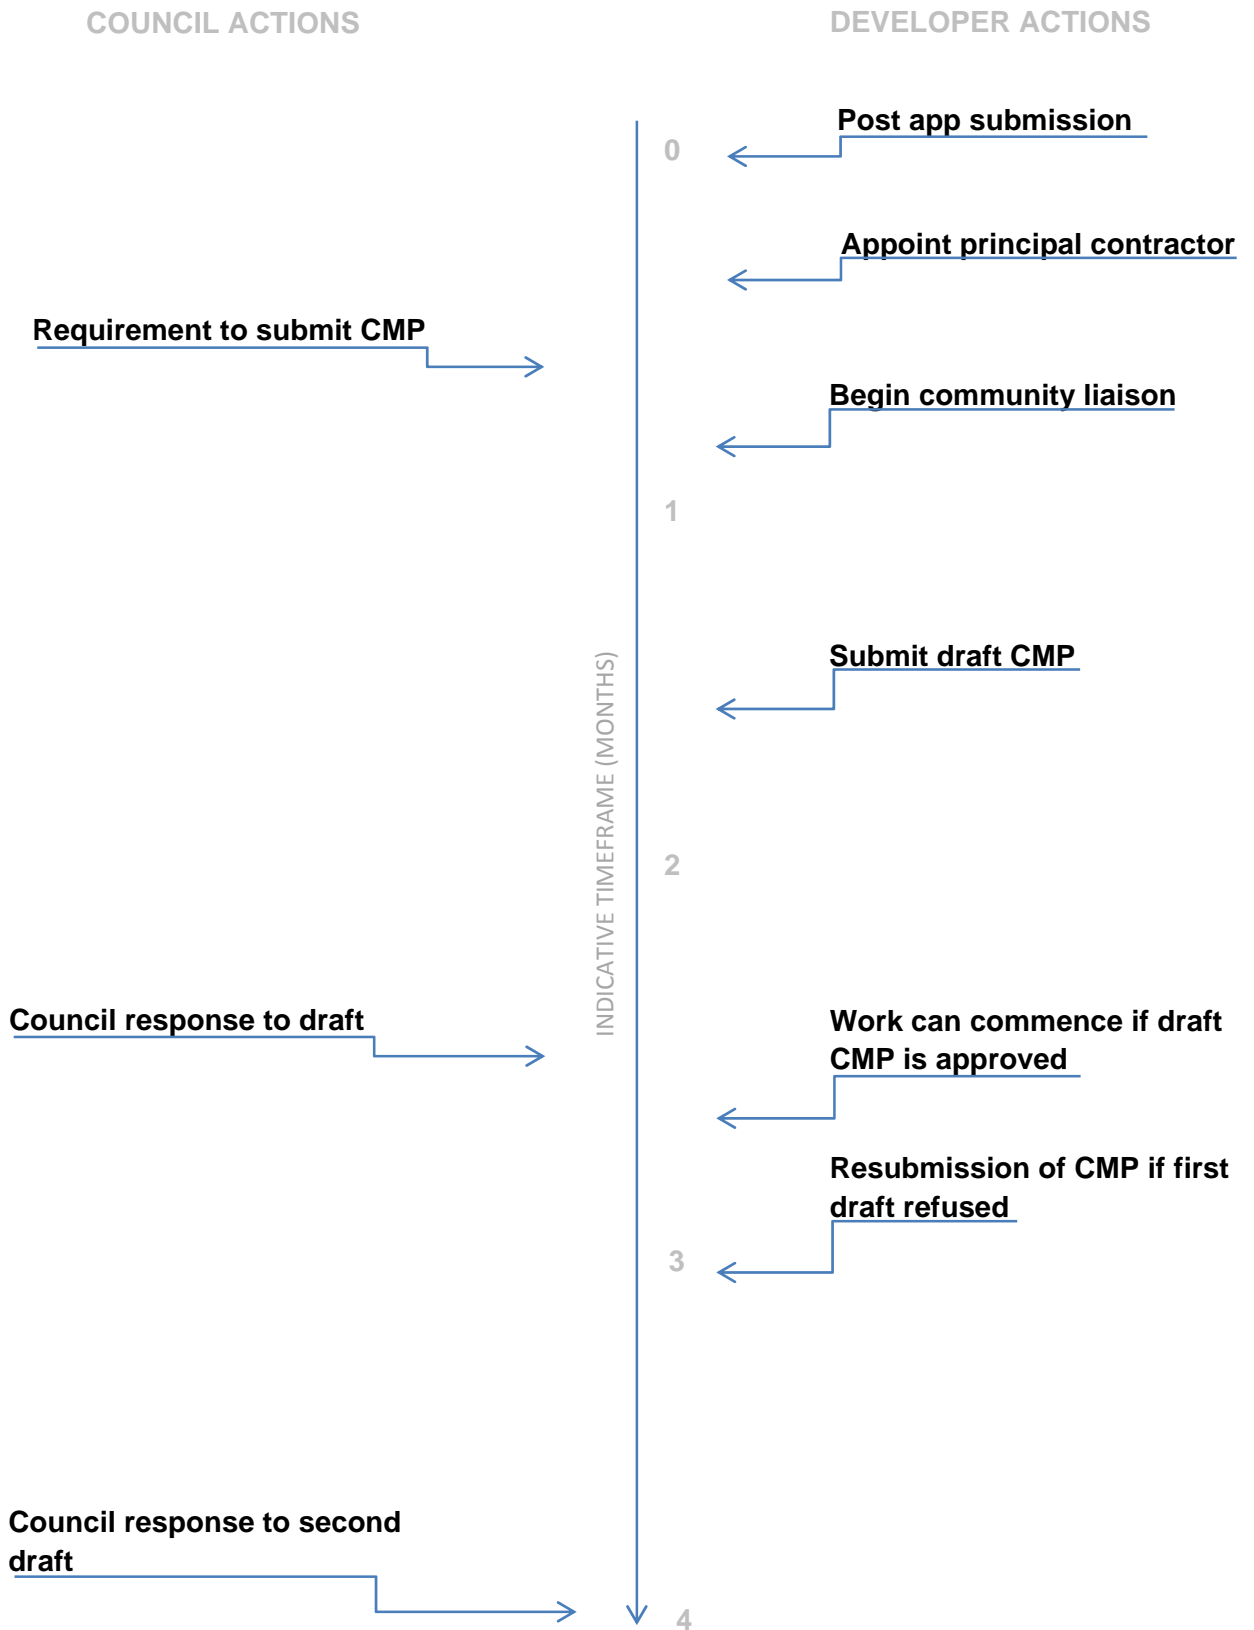 COUNCIL ACTIONS
DEVELOPER ACTIONS
Post app submission
0
Appoint principal contractor
Requirement to submit CMP
Begin community liaison
1
Submit draft CMP
INDICATIVE TIMEFRAME (MONTHS)
2
Council response to draft
Work can commence if draft
CMP is approved
Resubmission of CMP if first
draft refused
3
Council response to second
draft
4